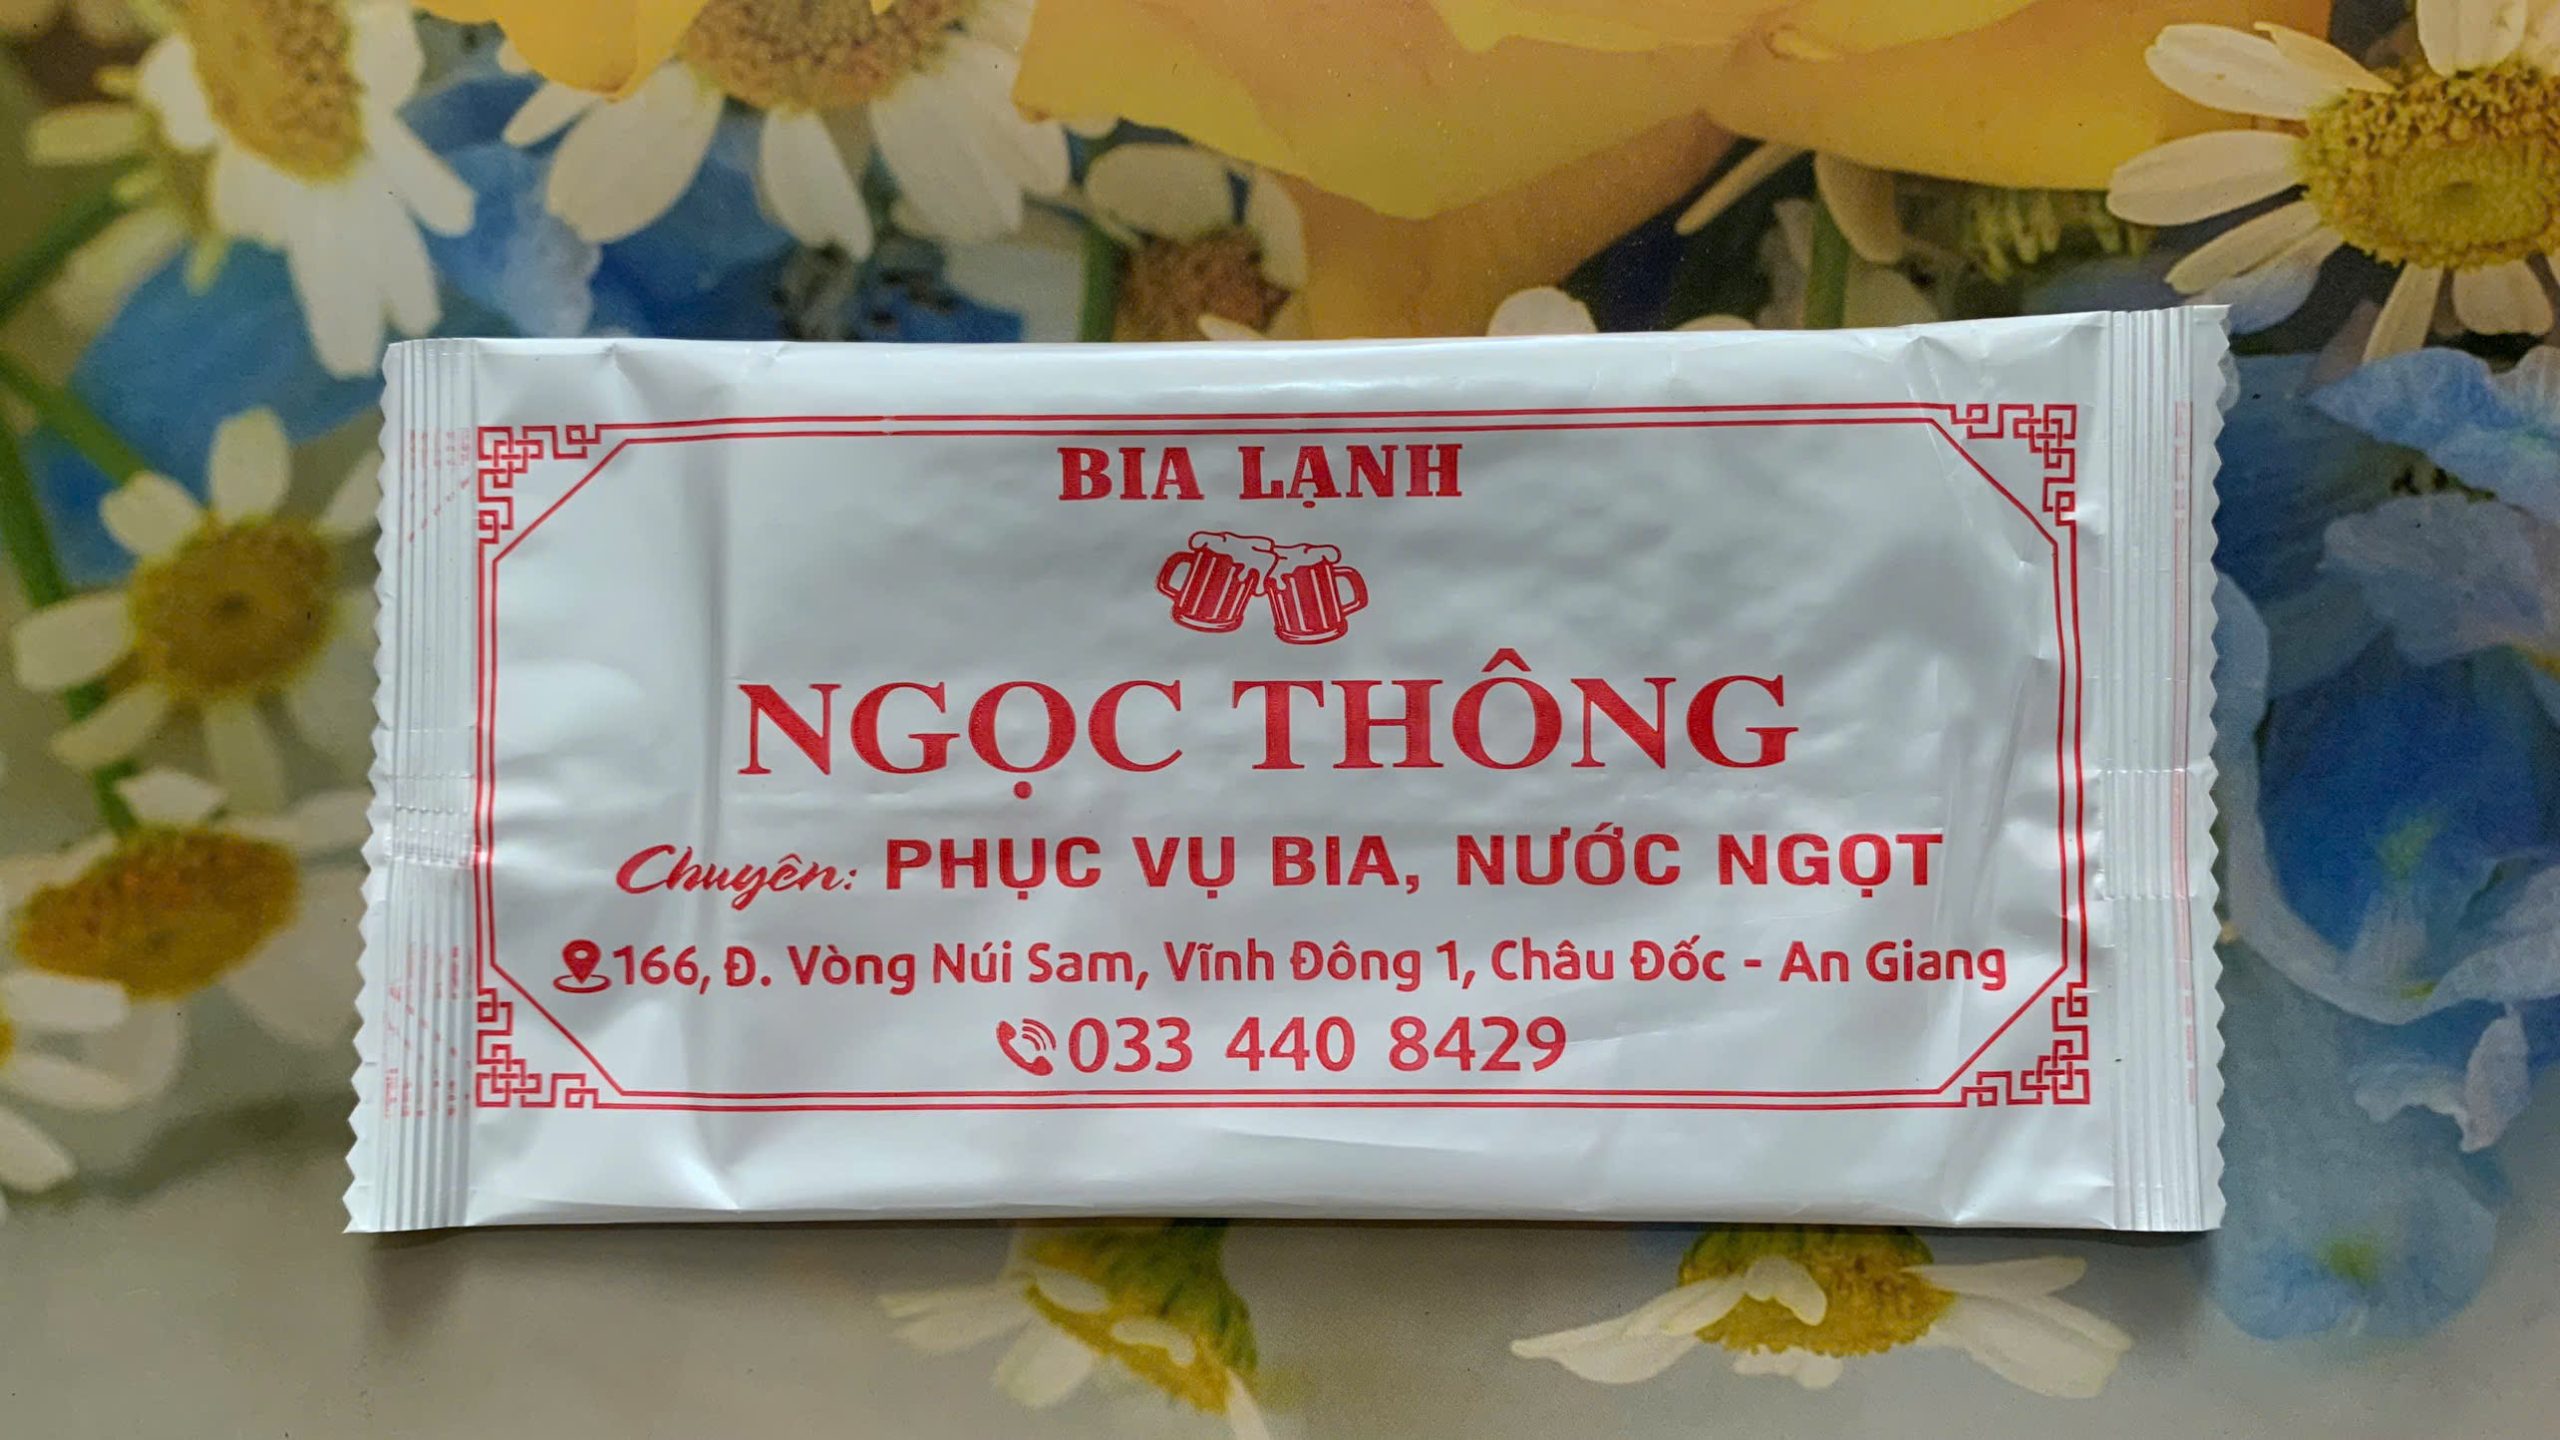 BIA LẠNH
NGỌC THÔNG
Chuyên: PHỤC VỤ BIA, NƯỚC NGỌT
166, Đ. Vòng Núi Sam, Vĩnh Đông 1, Châu Đốc - An Giang
033 440 8429